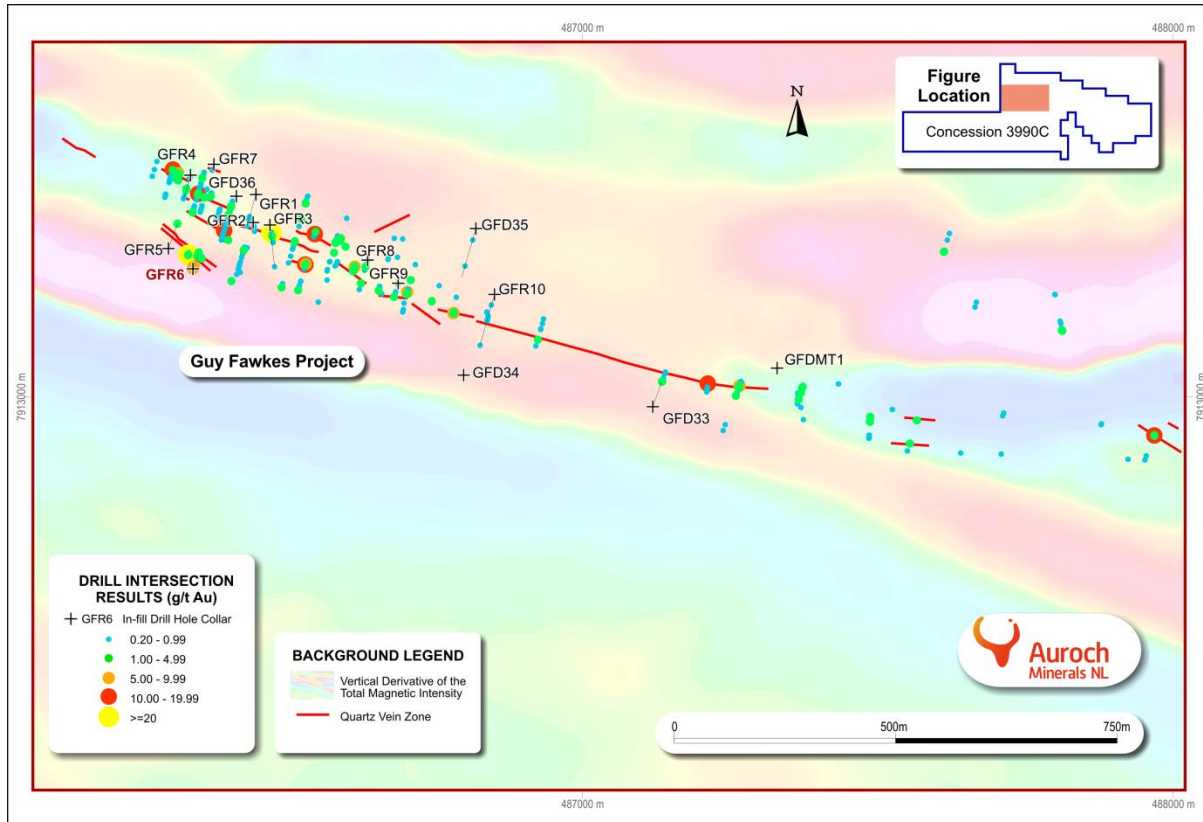 487000 m
488000 m
N
Figure
Location
Concession 3990C
GFR4
GFR7
GFD36
GFR1
GFR2
GFR3
GFD35
GFR5
GFR8
GFR6
GFR9
GFR10
Guy Fawkes Project
GFD34
GFDMT1
GFD33
7913000 m
7913000 m
DRILL INTERSECTION
RESULTS (g/t Au)
GFR6 In-fill Drill Hole Collar
0.20 - 0.99
1.00 - 4.99
5.00 - 9.99
10.00 - 19.99
>=20
BACKGROUND LEGEND
Vertical Derivative of the
Total Magnetic Intensity
Quartz Vein Zone
Auroch
Minerals NL
0
500m
750m
487000 m
488000 m